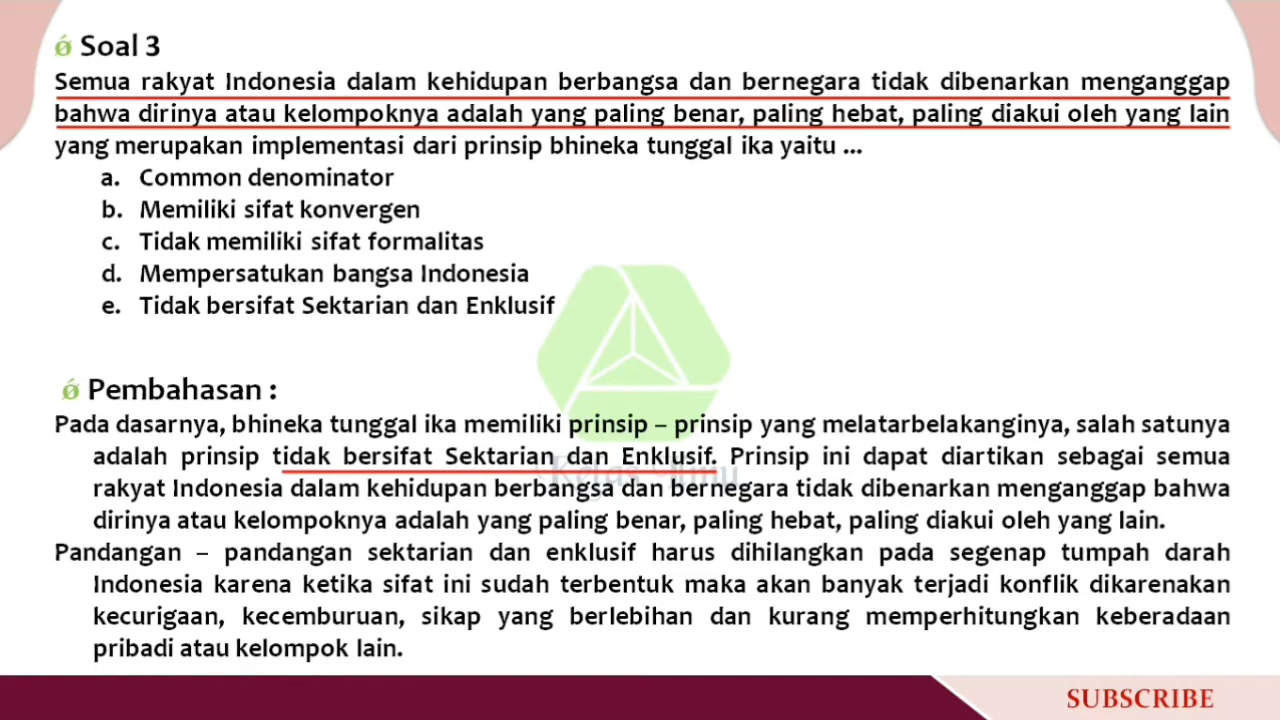 Soal 3
Semua rakyat Indonesia dalam kehidupan berbangsa dan bernegara tidak dibenarkan menganggap
bahwa dirinya atau kelompoknya adalah yang paling benar, paling hebat, paling diakui oleh yang lain
yang merupakan implementasi dari prinsip bhineka tunggal ika yaitu ...
a. Common denominator
b. Memiliki sifat konvergen
c. Tidak memiliki sifat formalitas
d. Mempersatukan bangsa Indonesia
e. Tidak bersifat Sektarian dan Enklusif
Pembahasan :
Pada dasarnya, bhineka tunggal ika memiliki prinsip – prinsip yang melatarbelakanginya, salah satunya
adalah prinsip tidak bersifat Sektarian dan Enklusif. Prinsip ini dapat diartikan sebagai semua
rakyat Indonesia dalam kehidupan berbangsa dan bernegara tidak dibenarkan menganggap bahwa
dirinya atau kelompoknya adalah yang paling benar, paling hebat, paling diakui oleh yang lain.
Pandangan – pandangan sektarian dan enklusif harus dihilangkan pada segenap tumpah darah
Indonesia karena ketika sifat ini sudah terbentuk maka akan banyak terjadi konflik dikarenakan
kecurigaan, kecemburuan, sikap yang berlebihan dan kurang memperhitungkan keberadaan
pribadi atau kelompok lain.
SUBSCRIBE